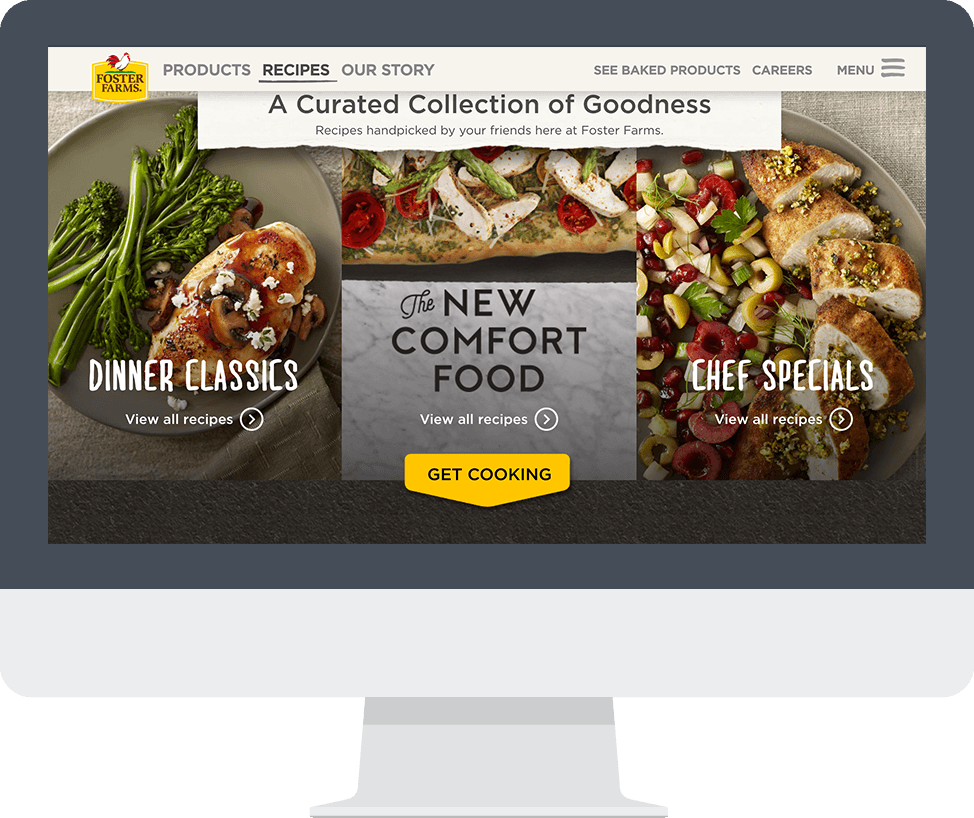 FOSTER
FARMS.
PRODUCTS RECIPES OUR STORY
SEE BAKED PRODUCTS CAREERS MENU
A Curated Collection of Goodness
Recipes handpicked by your friends here at Foster Farms.
DINNER CLASSICS
View all recipes
The NEW
COMFORT
FOOD
View all recipes
CHEF SPECIALS
View all recipes
GET COOKING